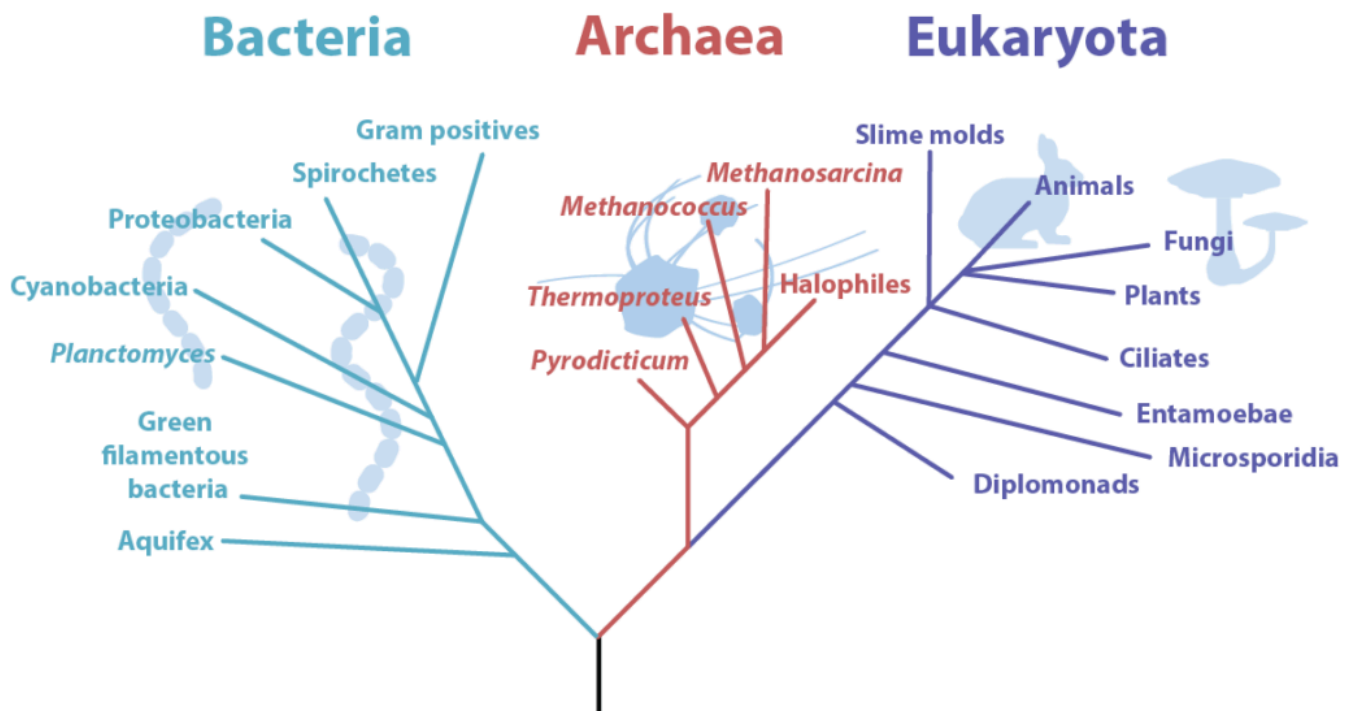 Bacteria
Archaea
Eukaryota
Gram positives
Spirochetes
Proteobacteria
Cyanobacteria
Planctomyces
Green
filamentous
bacteria
Aquifex
Methanosarcina
Methanococcus
Thermoproteus
Halophiles
Pyrodicticum
Slime molds
Animals
Fungi
Plants
Ciliates
Entamoebae
Microsporidia
Diplomonads